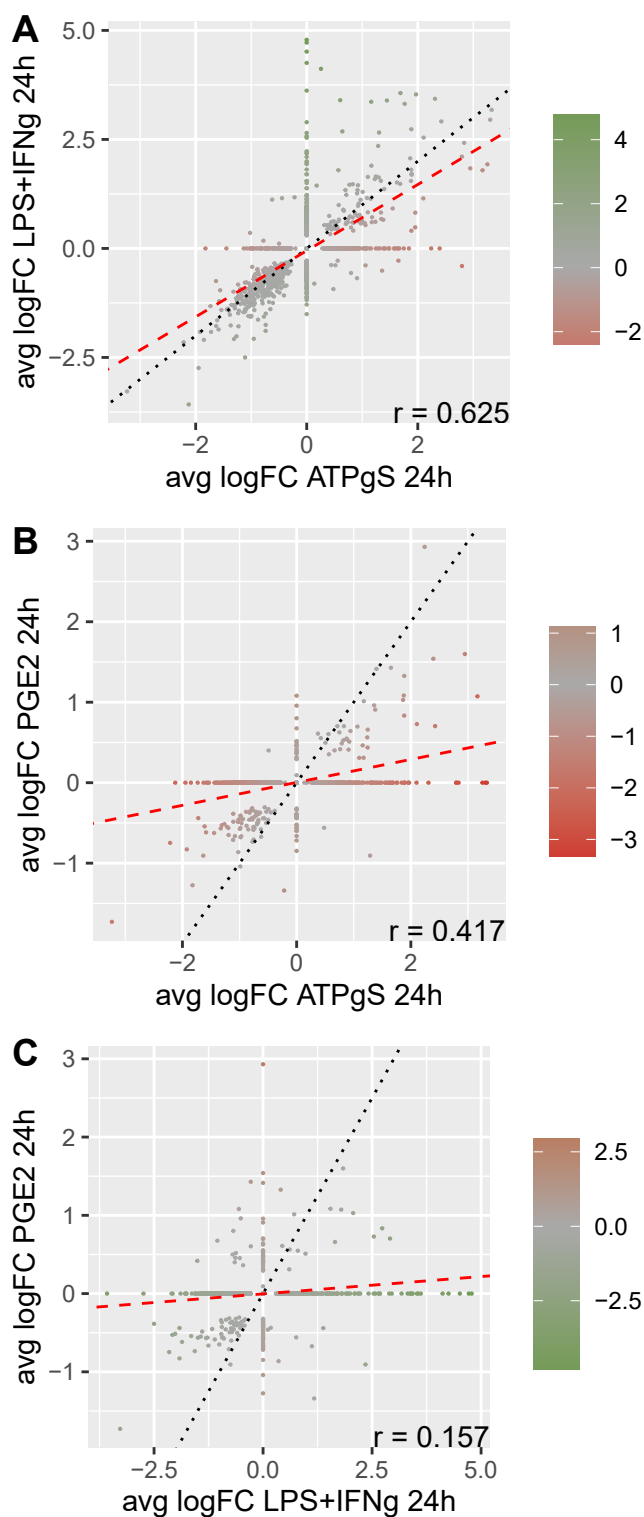 A
5.0
2.5
0.0
−2.5
avg logFC LPS+IFNg 24h
r = 0.625
−2 0 2
avg logFC ATPgS 24h
4
2
0
−2
B
3
2
1
0
−1
avg logFC PGE2 24h
r = 0.417
−2 0 2
avg logFC ATPgS 24h
1
0
−1
−2
−3
C
3
2
1
0
−1
avg logFC PGE2 24h
r = 0.157
−2.5 0.0 2.5 5.0
avg logFC LPS+IFNg 24h
2.5
0.0
−2.5